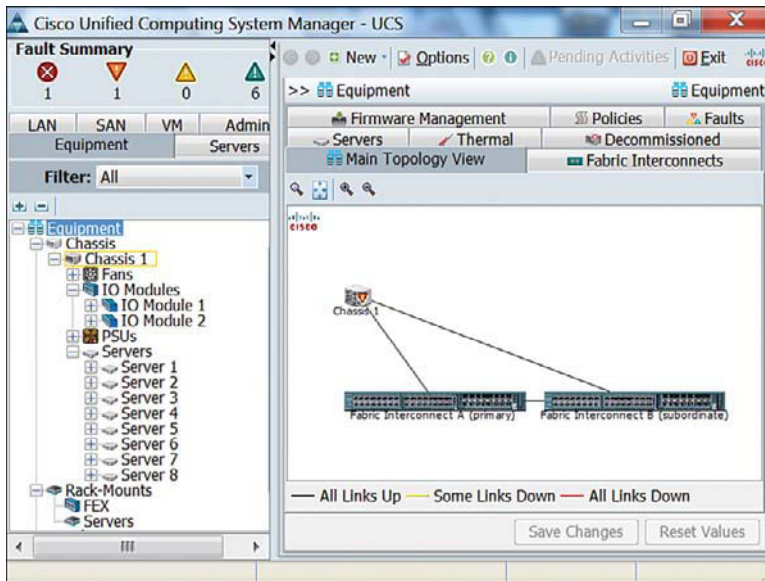 Cisco Unified Computing System Manager - UCS
Fault Summary
1 1 0 6
LAN SAN VM Admin
Equipment Servers
Filter: All
Equipment
Chassis
Chassis 1
Fans
IO Modules
IO Module 1
IO Module 2
PSUs
Servers
Server 1
Server 2
Server 3
Server 4
Server 5
Server 6
Server 7
Server 8
Rack-Mounts
FEX
Servers
New Options Pending Activities Exit
>> Equipment Equipment
Firmware Management Policies Faults
Servers Thermal Decommissioned
Main Topology View Fabric Interconnects
CISCO
Chassis 1
Fabric Interconnect A (primary) Fabric Interconnect B (subordinate)
All Links Up Some Links Down All Links Down
Save Changes Reset Values